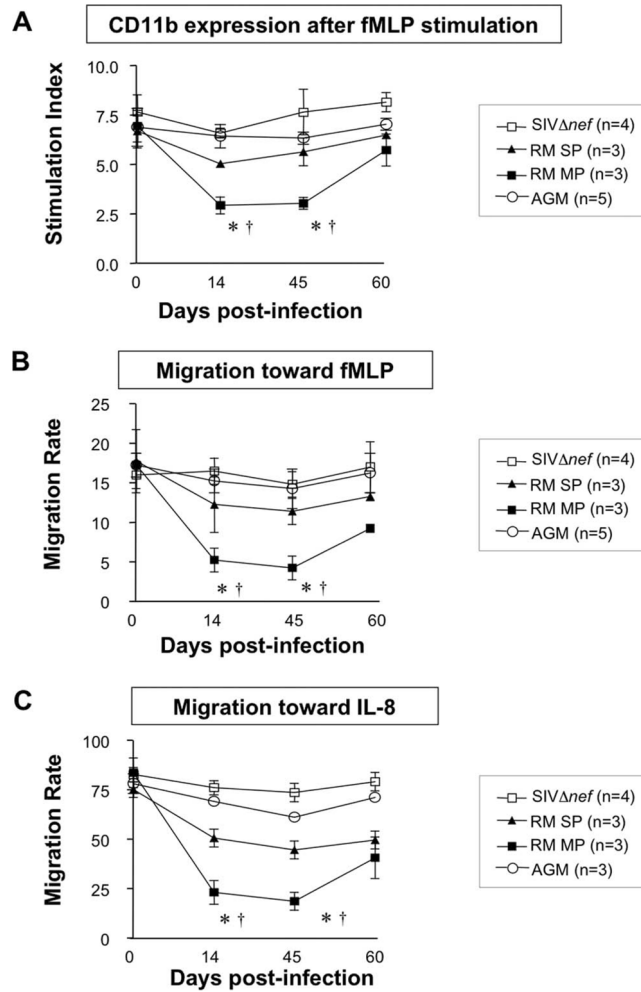 A
CD11b expression after fMLP stimulation
10.0
7.5
5.0
2.5
0.0
Stimulation Index
0 14 45 60
Days post-infection
* † * †
SIVΔnef (n=4)
RM SP (n=3)
RM MP (n=3)
AGM (n=5)
B
Migration toward fMLP
25
20
15
10
5
0
Migration Rate
0 14 45 60
Days post-infection
* † * †
SIVΔnef (n=4)
RM SP (n=3)
RM MP (n=3)
AGM (n=5)
C
Migration toward IL-8
100
75
50
25
0
Migration Rate
0 14 45 60
Days post-infection
* † * †
SIVΔnef (n=4)
RM SP (n=3)
RM MP (n=3)
AGM (n=3)